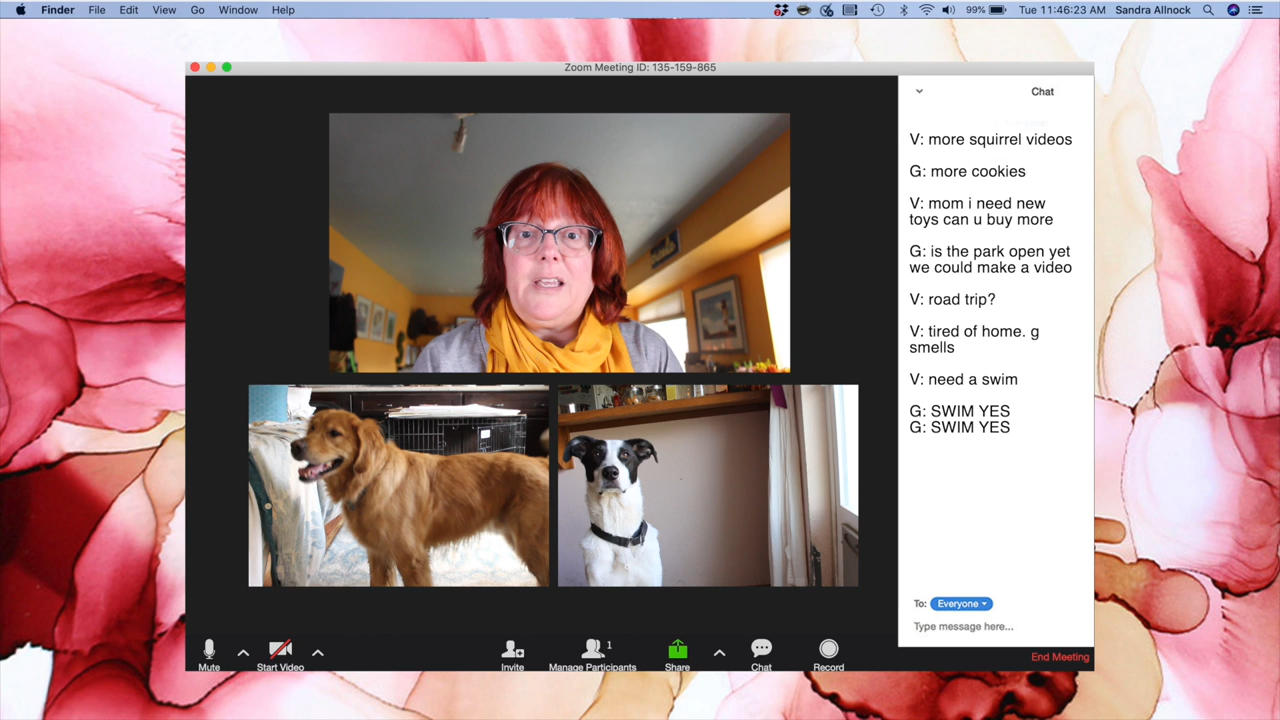 Finder File Edit View Go Window Help 99% Tue 11:46:23 AM Sandra Allnock
Zoom Meeting ID: 135-159-865
Chat
V: more squirrel videos
G: more cookies
V: mom i need new
toys can u buy more
G: is the park open yet
we could make a video
V: road trip?
V: tired of home. g
smells
V: need a swim
G: SWIM YES
G: SWIM YES
To: Everyone
Type message here...
End Meeting
1
Mute Start Video Invite Manage Participants Share Chat Record